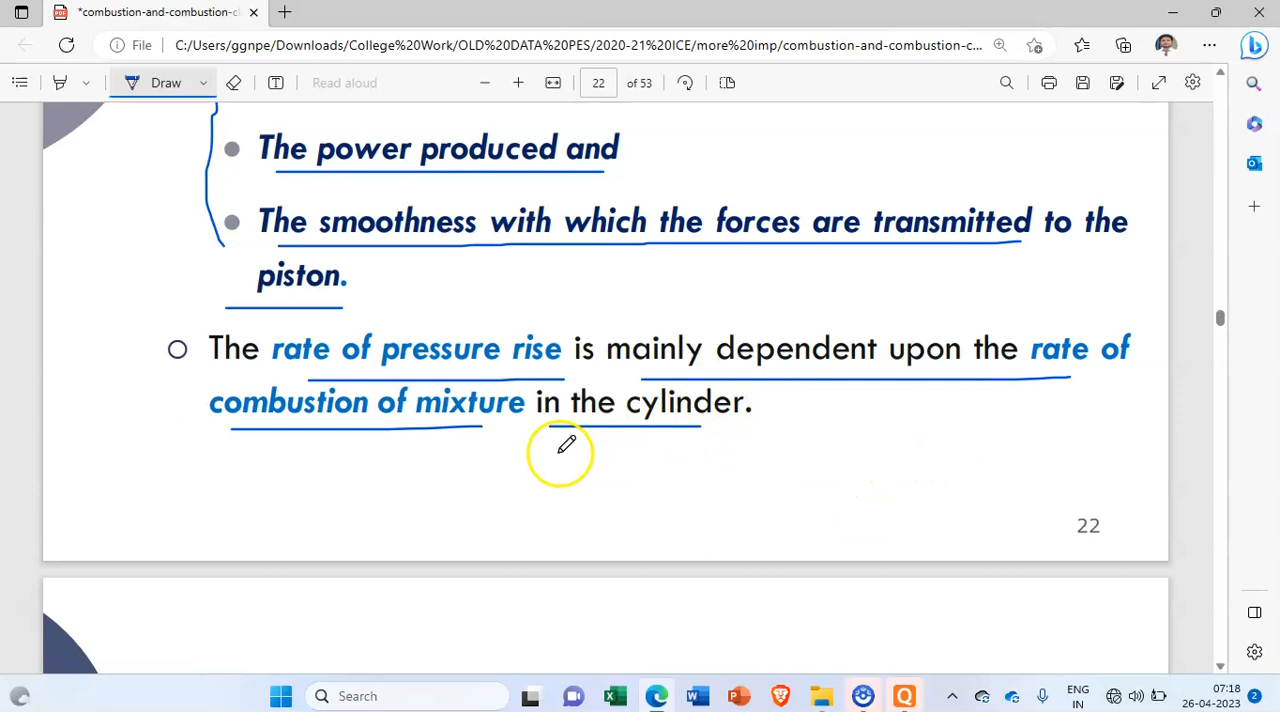 *combustion-and-combustion-c
File
C:/Users/ggnpe/Downloads/College%20Work/OLD%20DATA%20PES/2020-21%20ICE/more%20imp/combustion-and-combustion-c...
Draw
Read aloud
22
of 53
The power produced and
The smoothness with which the forces are transmitted to the
piston.
The rate of pressure rise is mainly dependent upon the rate of
combustion of mixture in the cylinder.
22
Search
ENG
IN
07:18
26-04-2023
2